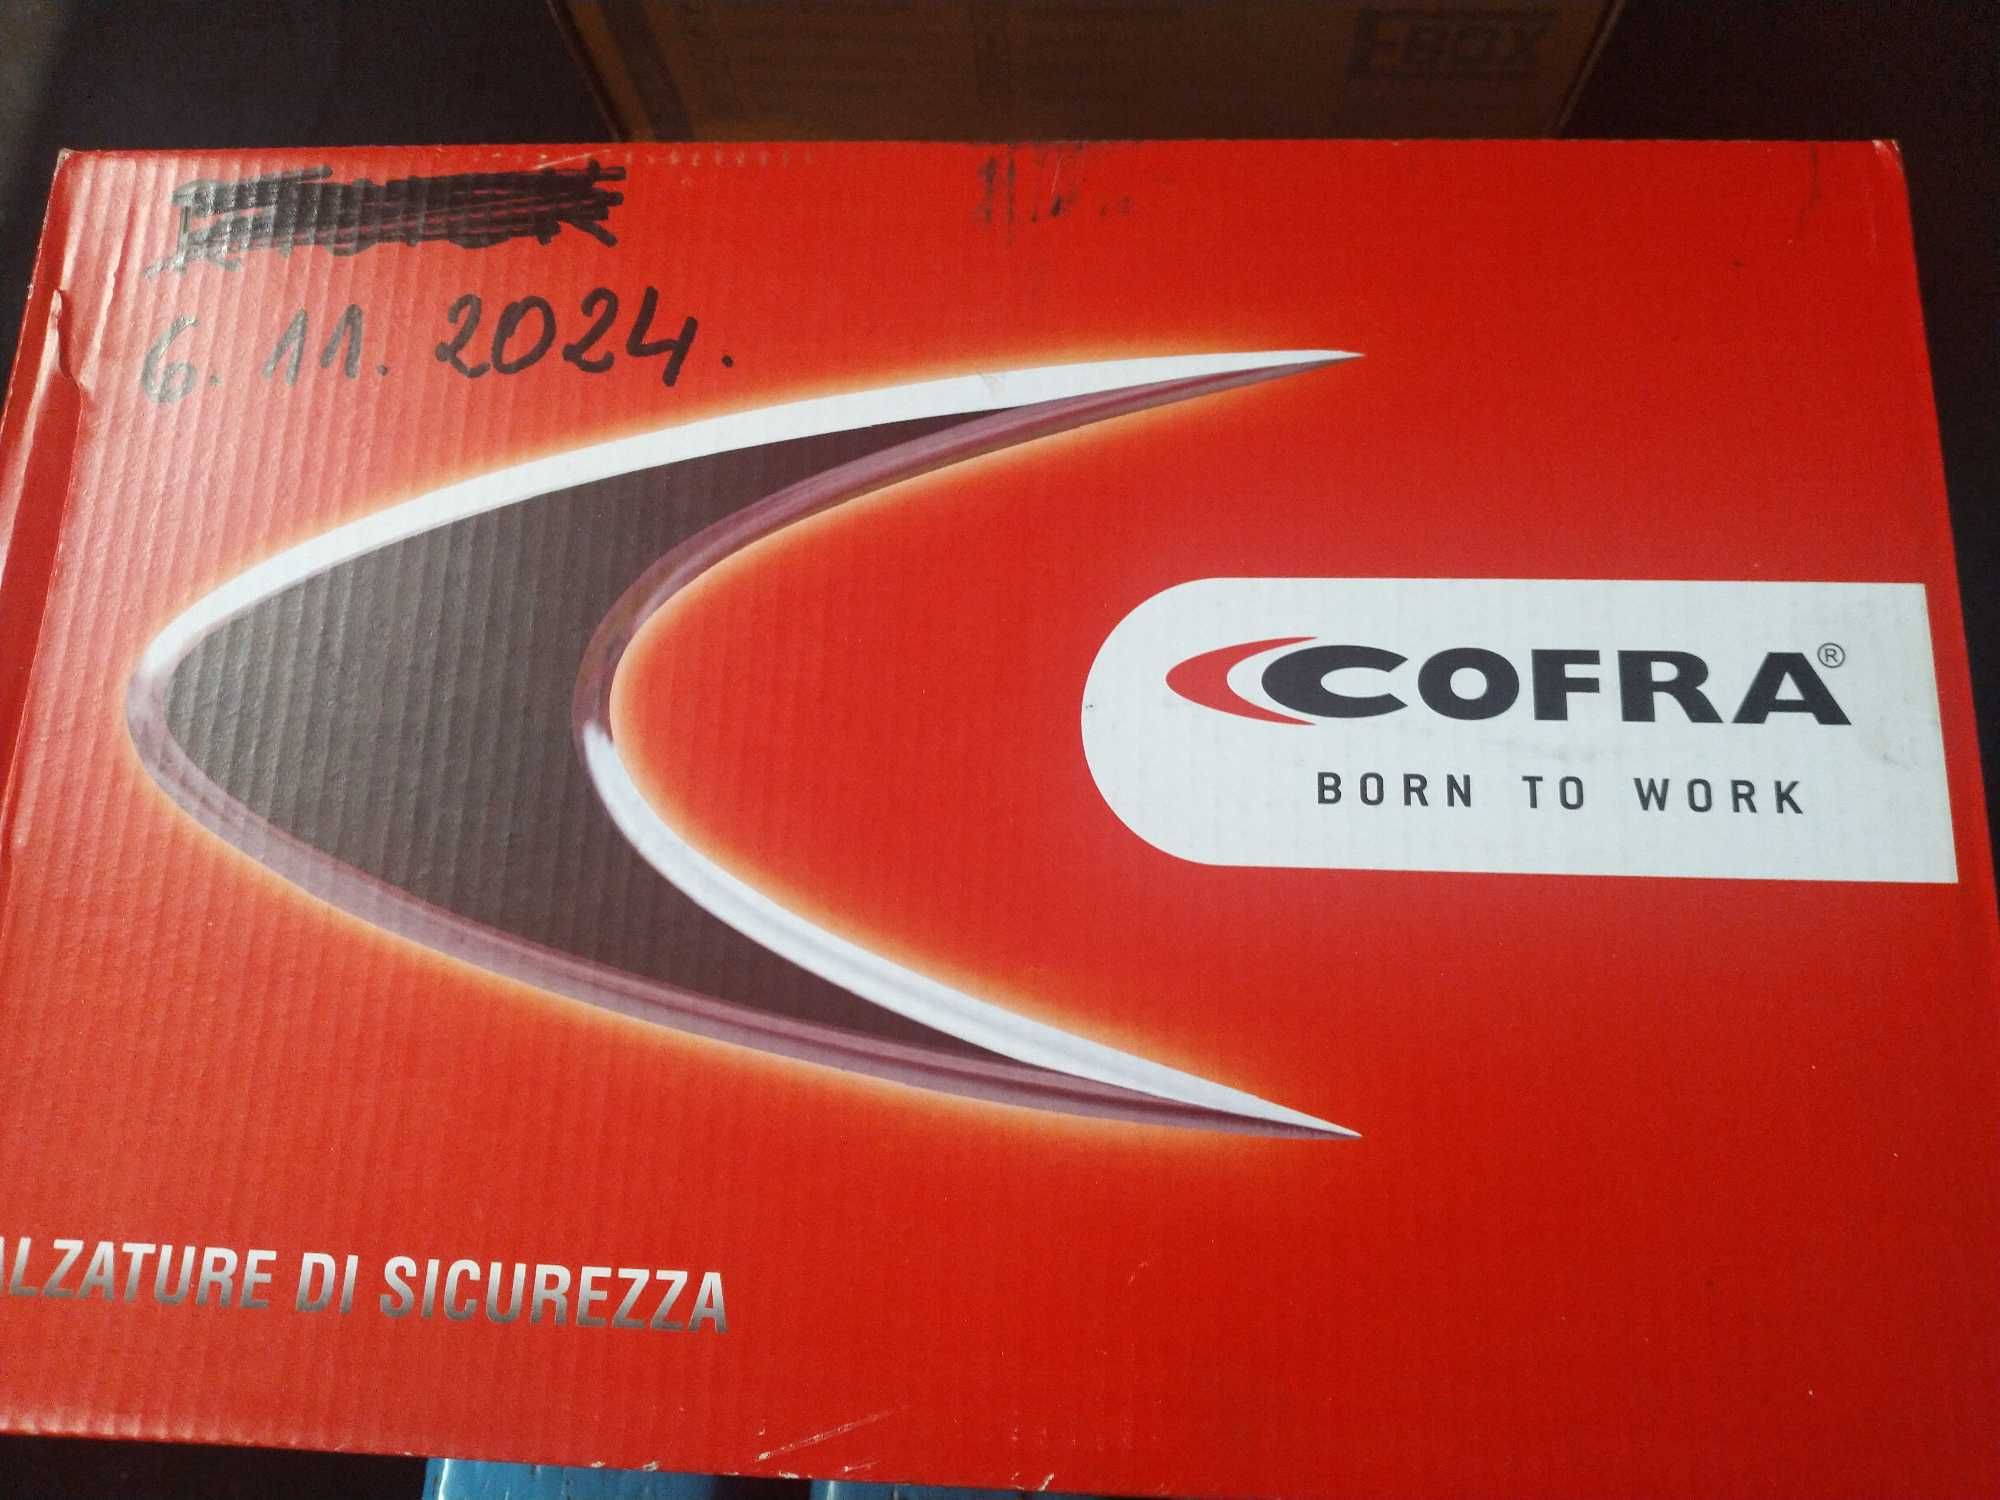 6. 11. 2024.
COFRA®
BORN TO WORK
ALZATURE DI SICUREZZA